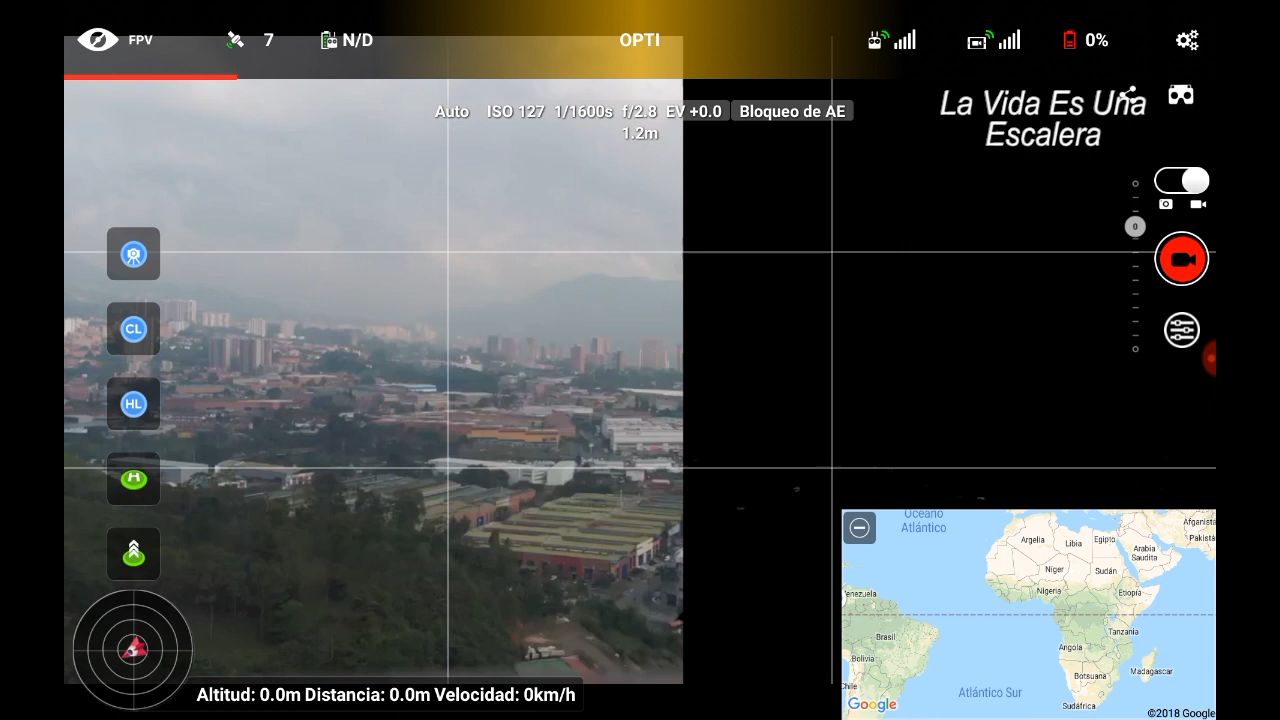 FPV
7
N/D
OPTI
0%
Auto ISO 127 1/1600s f/2.8 EV +0.0 Bloqueo de AE
1.2m
La Vida Es Una
Escalera
0
CL
HL
H
Océano
Atlántico
Afganistá
Pakistá
Argelia
Libia
Egipto
Arabia
Saudita
Níger
Sudán
Nigeria
Etiopía
Venezuela
Brasil
Tanzania
Angola
Bolivia
Madagascar
Botsuana
Chile
Atlántico Sur
Sudáfrica
Google
©2018 Google
Altitud: 0.0m Distancia: 0.0m Velocidad: 0km/h